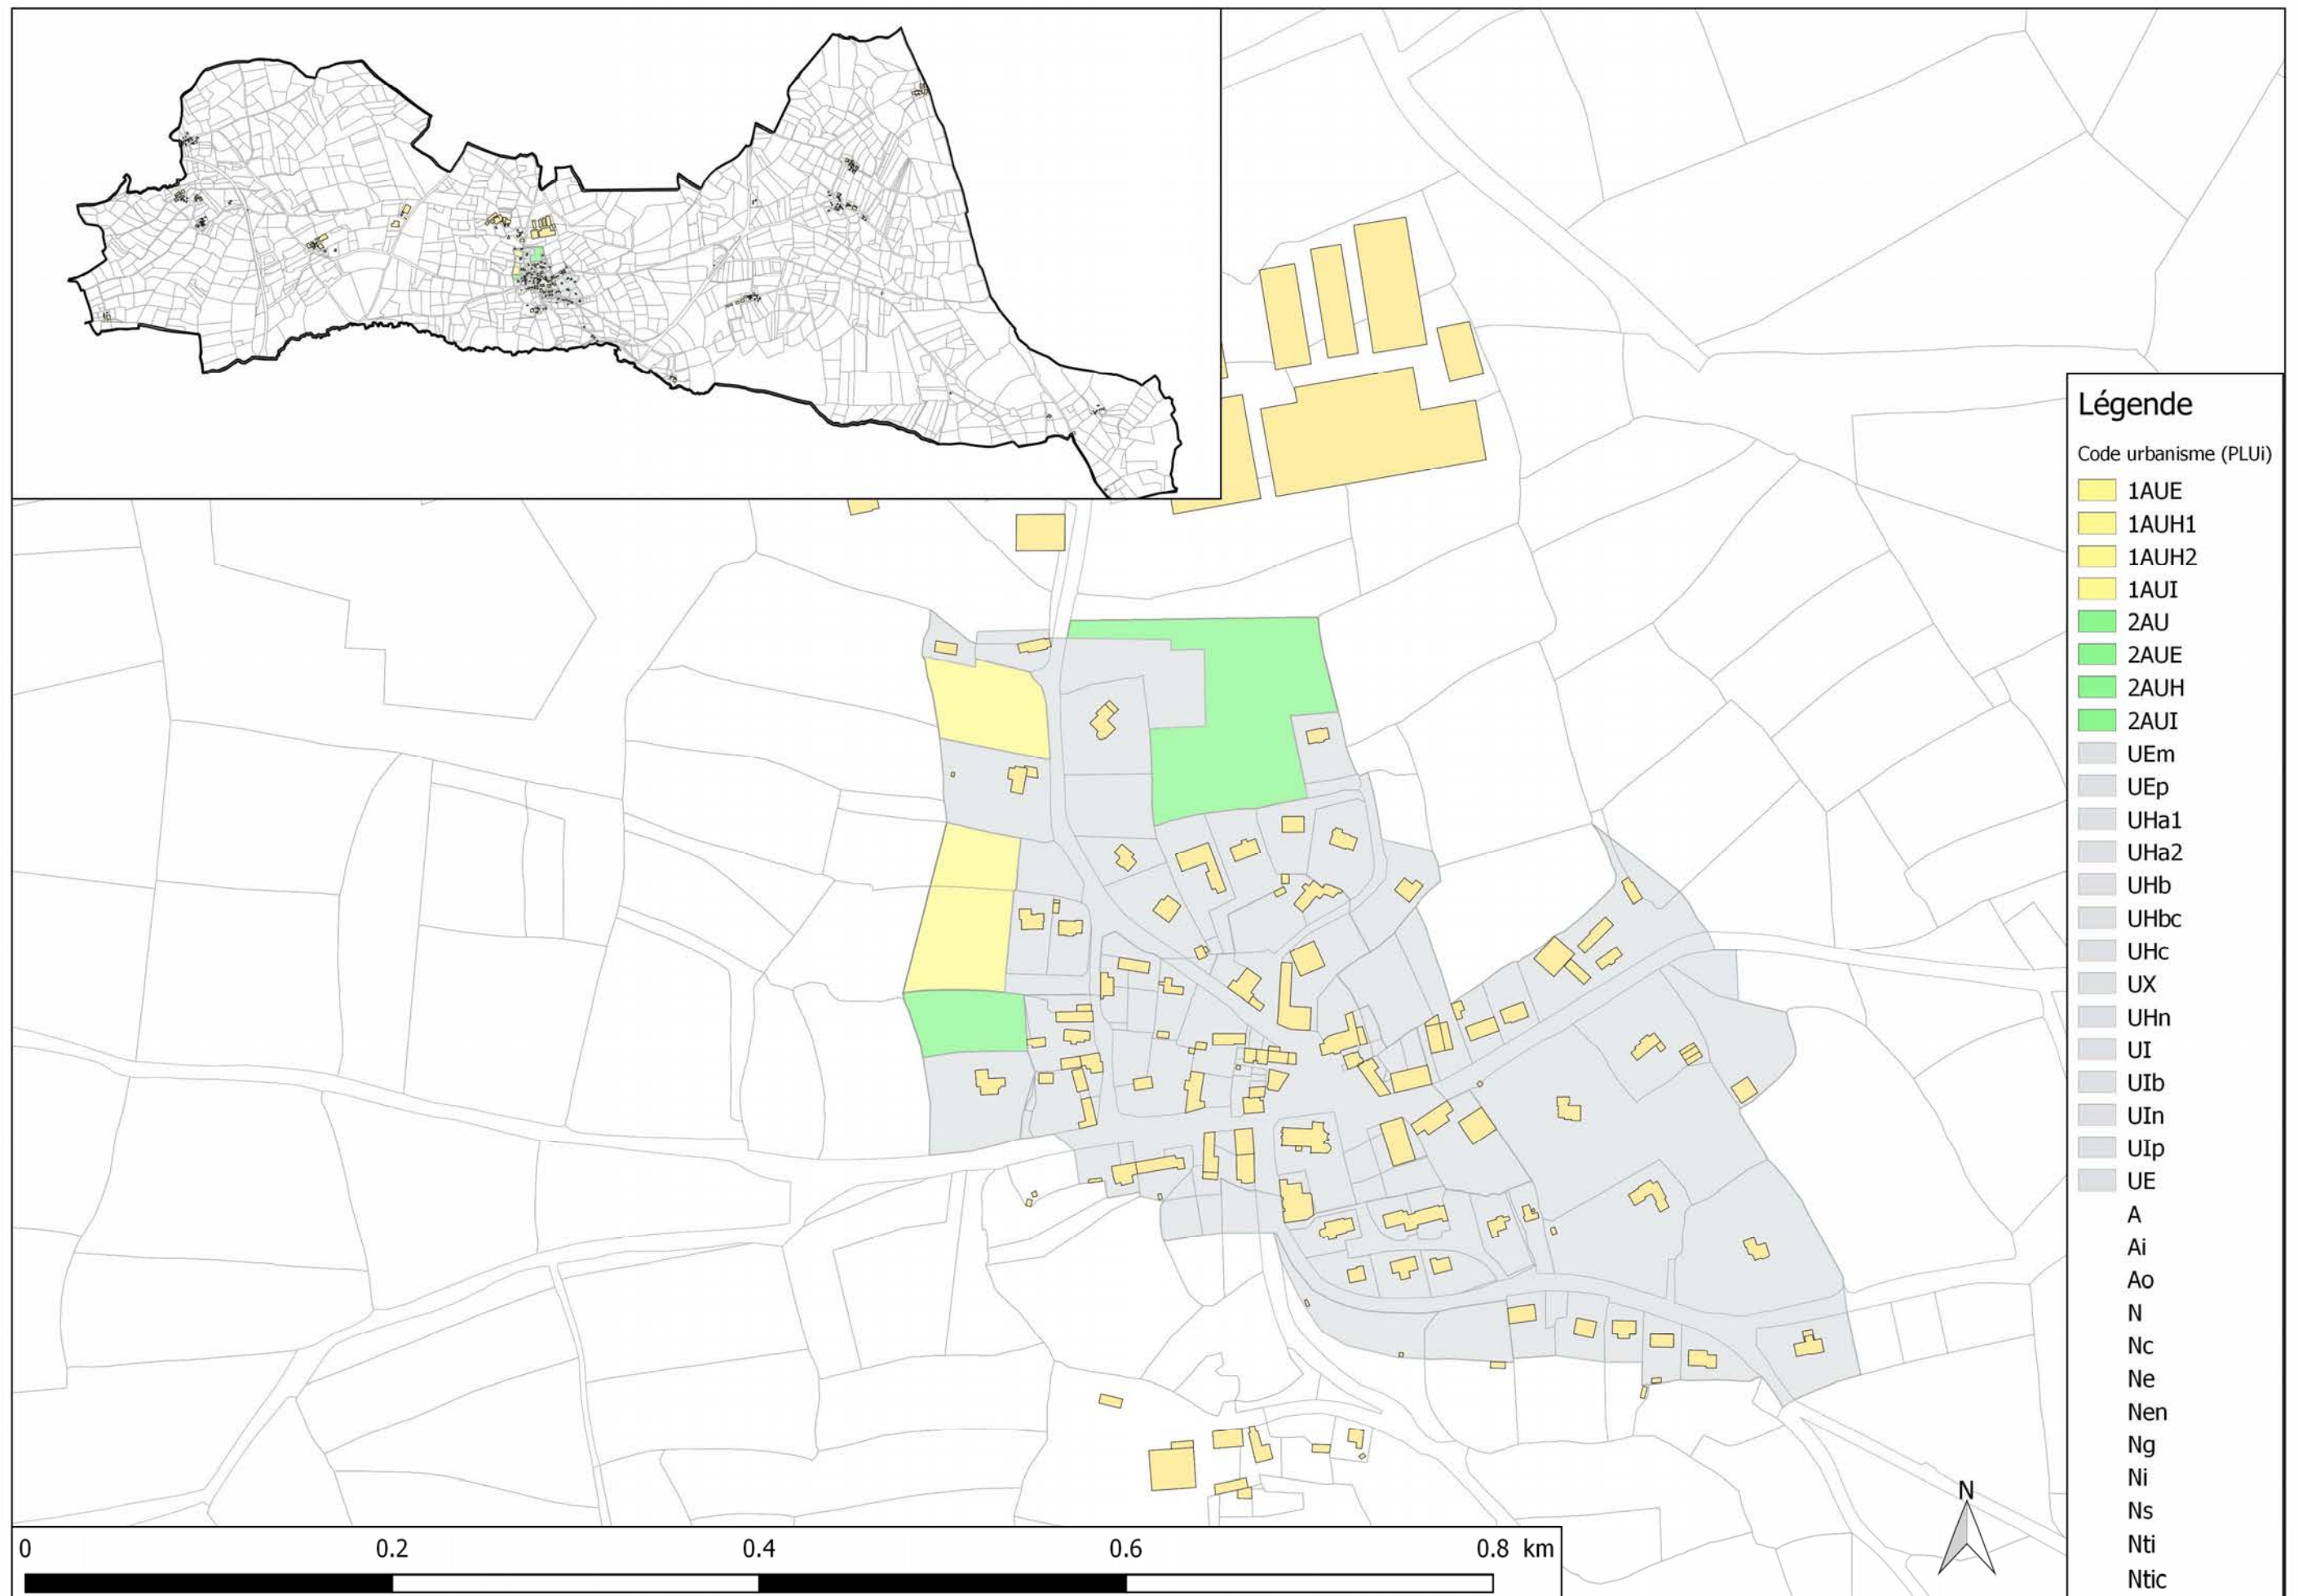 Légende
Code urbanisme (PLUi)
1AUE
1AUH1
1AUH2
1AUI
2AU
2AUE
2AUH
2AUI
UEm
UEp
UHa1
UHa2
UHb
UHbc
UHc
UX
UHn
UI
UIb
UIn
UIp
UE
A
Ai
Ao
N
Nc
Ne
Nen
Ng
Ni
Ns
Nti
Ntic
N
0 0.2 0.4 0.6 0.8 km